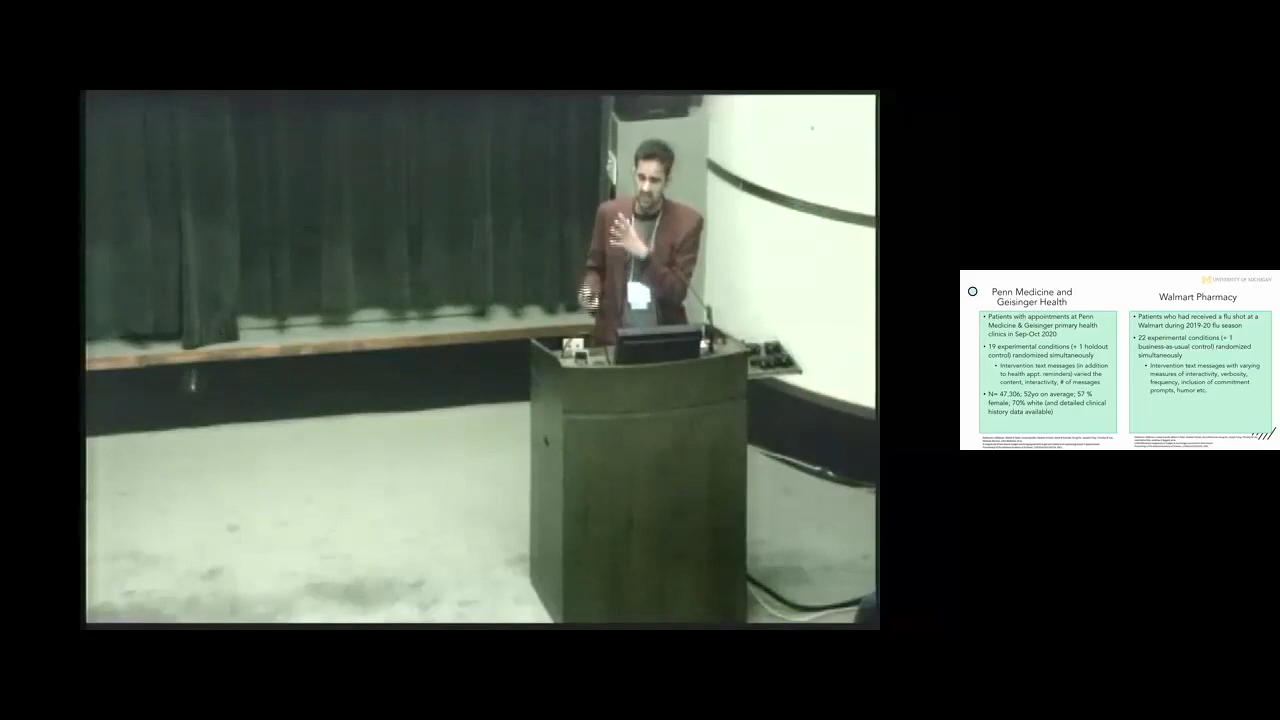 UNIVERSITY OF MICHIGAN
Penn Medicine and
Geisinger Health
• Patients with appointments at Penn
Medicine & Geisinger primary health
clinics in Sep-Oct 2020
• 19 experimental conditions (+ 1 holdout
control) randomized simultaneously
• Intervention text messages (in addition
to health appt. reminders) varied the
content, interactivity, # of messages
• N= 47,306; 52yo on average; 57 %
female; 70% white (and detailed clinical
history data available)
Walmart Pharmacy
• Patients who had received a flu shot at a
Walmart during 2019-20 flu season
• 22 experimental conditions (+ 1
business-as-usual control) randomized
simultaneously
• Intervention text messages with varying
measures of interactivity, verbosity,
frequency, inclusion of commitment
prompts, humor etc.